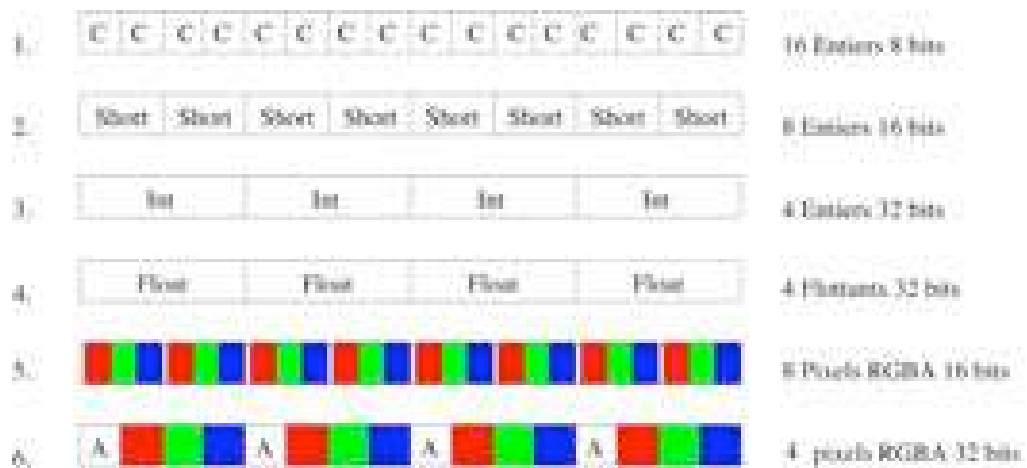 1. C C C C C C C C C C C C C C C C 16 Entiers 8 bits
2. Short Short Short Short Short Short Short Short 8 Entiers 16 bits
3. Int Int Int Int 4 Entiers 32 bits
4. Float Float Float Float 4 Flottants 32 bits
5. 8 Pixels RGBA 16 bits
6. A A A A 4 pixels RGBA 32 bits